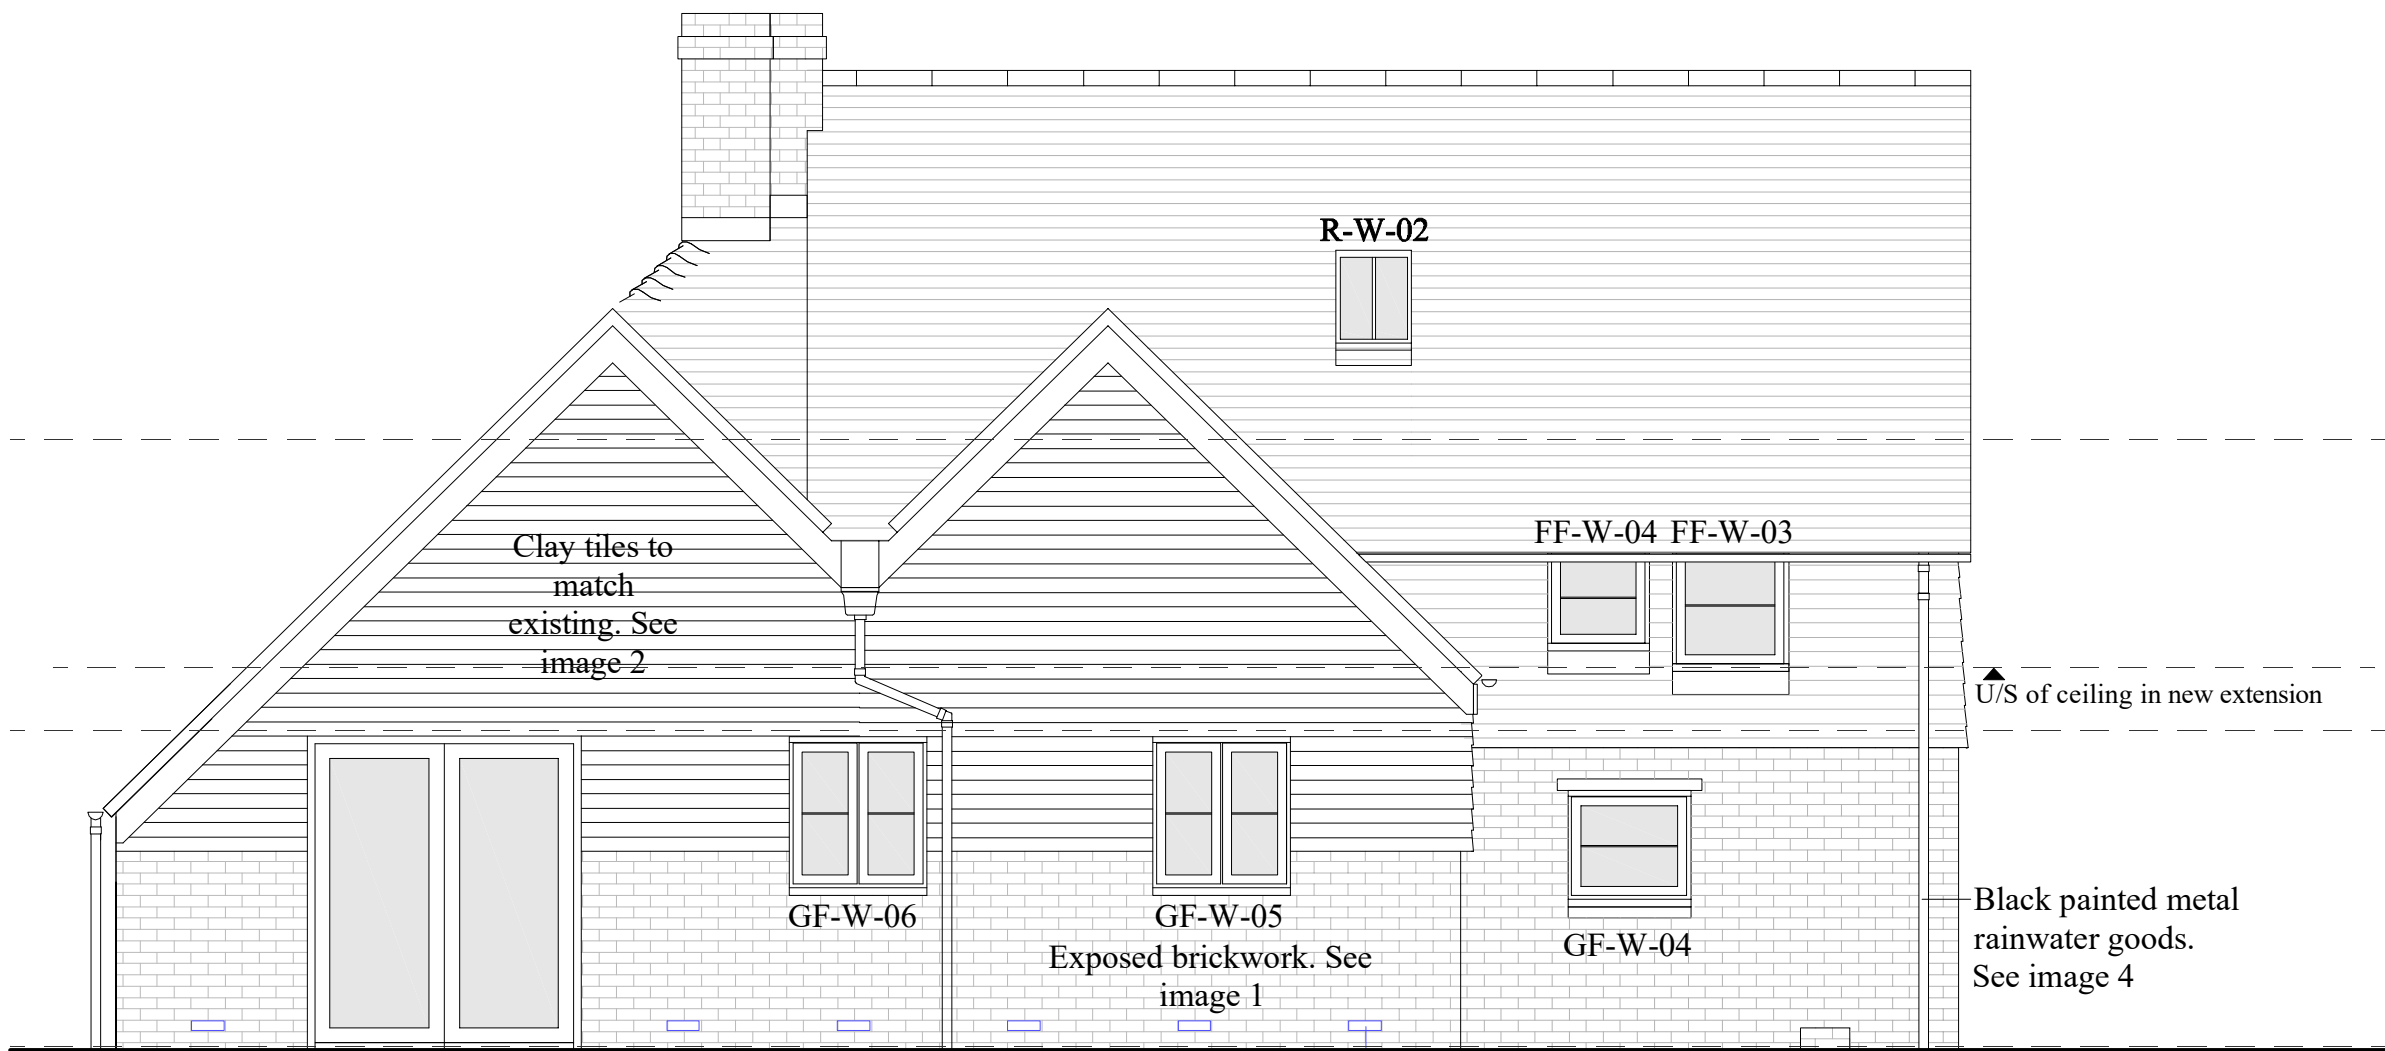 R-W-02
FF-W-04 FF-W-03
Clay tiles to
match
existing. See
image 2
U/S of ceiling in new extension
GF-W-06
GF-W-05
GF-W-04
Exposed brickwork. See
image 1
Black painted metal
rainwater goods.
See image 4